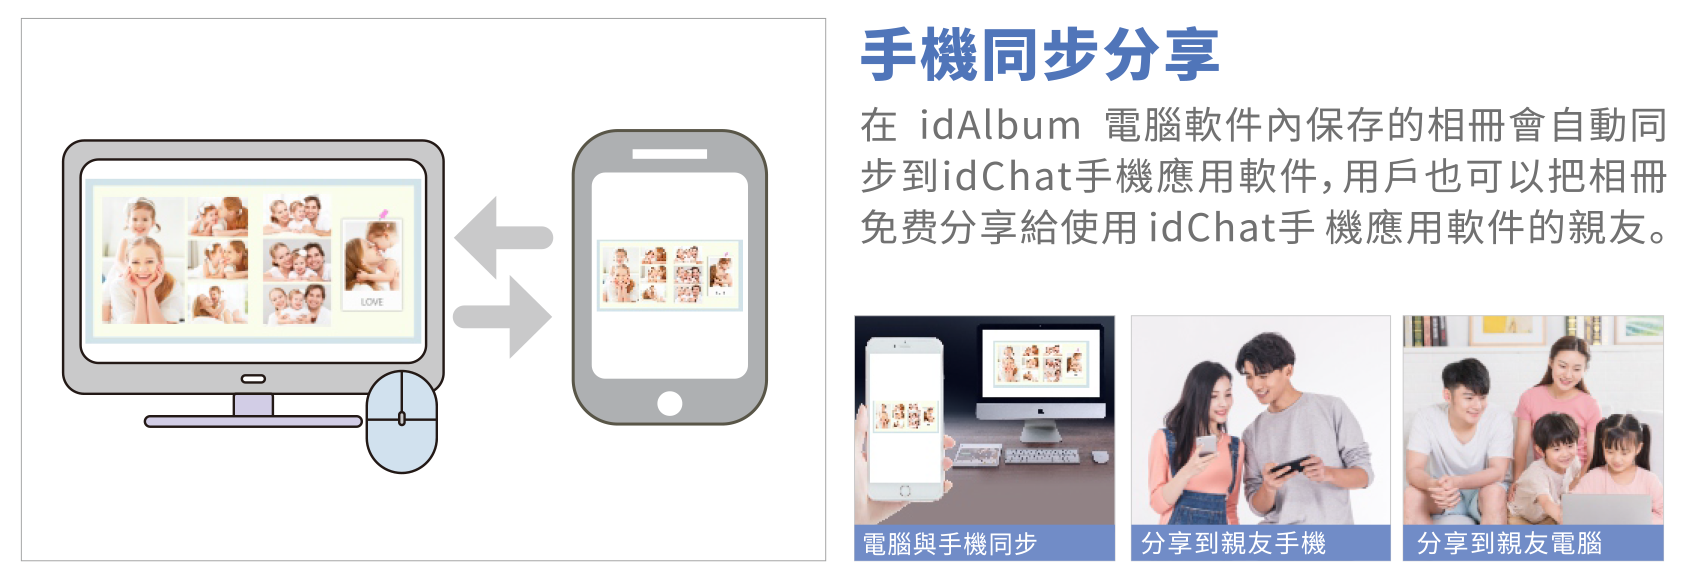 手機同步分享
在 idAlbum 電腦軟件內保存的相冊會自動同
步到idChat手機應用軟件，用戶也可以把相冊
免费分享給使用 idChat手 機應用軟件的親友。
LOVE
電腦與手機同步
分享到親友手機
分享到親友電腦